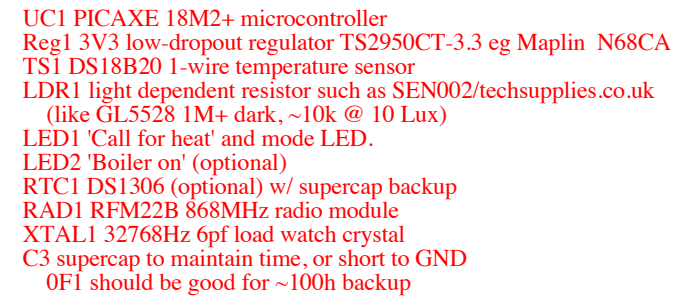 UC1 PICAXE 18M2+ microcontroller
Reg1 3V3 low-dropout regulator TS2950CT-3.3 eg Maplin  N68CA
TS1 DS18B20 1-wire temperature sensor
LDR1 light dependent resistor such as SEN002/techsupplies.co.uk
(like GL5528 1M+ dark, ~10k @ 10 Lux)
LED1 'Call for heat' and mode LED.
LED2 'Boiler on' (optional)
RTC1 DS1306 (optional) w/ supercap backup
RAD1 RFM22B 868MHz radio module
XTAL1 32768Hz 6pf load watch crystal
C3 supercap to maintain time, or short to GND
0F1 should be good for ~100h backup